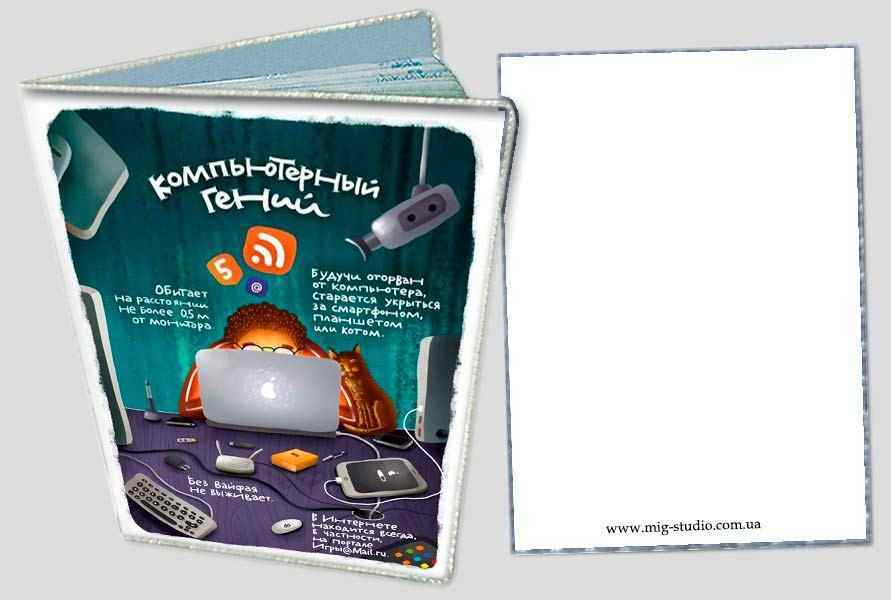 Компьютерный
Гений
5
@
Обитает
на расстоянии
не более 0,5 м
от монитора
Будучи оторван
от компьютера,
старается укрыться
за смартфоном,
планшетом
или котом.
Без Вайфая
не выживает.
В Интернете
находится всегда,
в частности,
на портале
Игры@Mail.ru.
www.mig-studio.com.ua